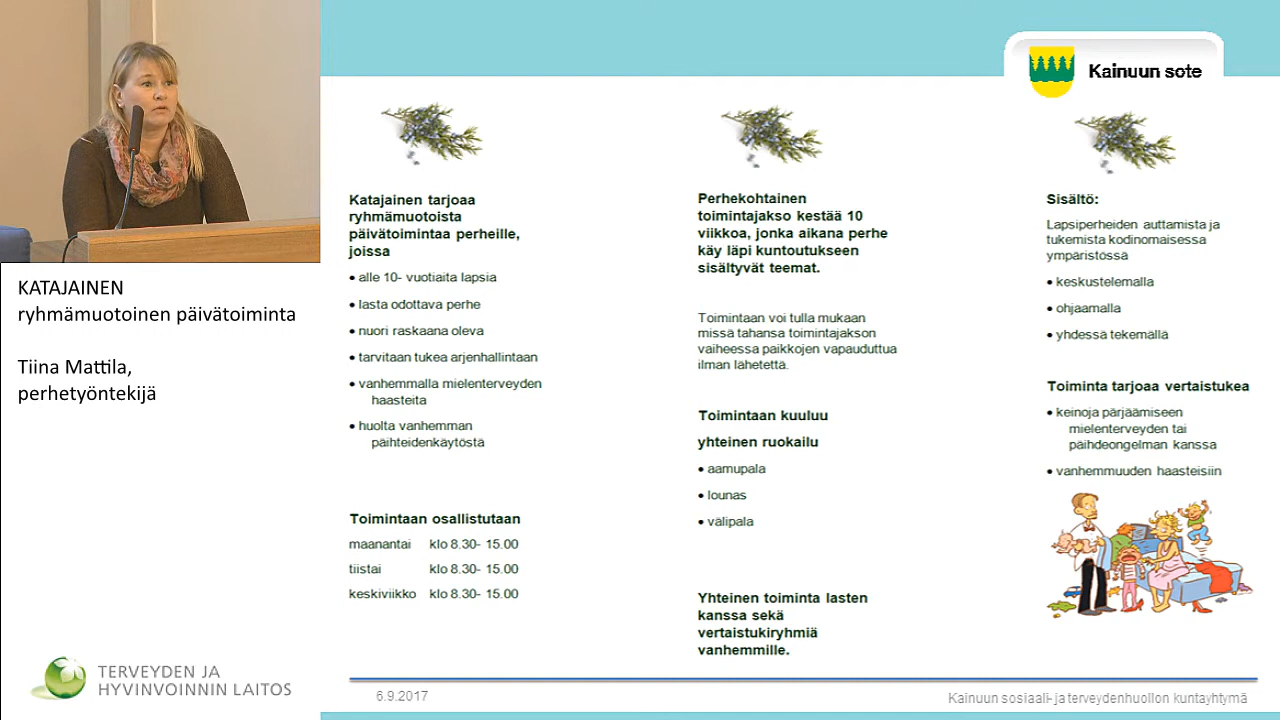 KATAJAINEN
ryhmämuotoinen päivätoiminta
Tiina Mattila,
perhetyöntekijä
TERVEYDEN JA
HYVINVOINNIN LAITOS
Kainuun sote
Katajainen tarjoaa
ryhmämuotoista
päivätoimintaa perheille,
joissa
• alle 10- vuotiaita lapsia
• lasta odottava perhe
• nuori raskaana oleva
• tarvitaan tukea arjenhallintaan
• vanhemmalla mielenterveyden
haasteita
• huolta vanhemman
päihteidenkäytöstä
Toimintaan osallistutaan
maanantai klo 8.30- 15.00
tiistai klo 8.30- 15.00
keskiviikko klo 8.30- 15.00
Perhekohtainen
toimintajakso kestää 10
viikkoa, jonka aikana perhe
käy läpi kuntoutukseen
sisältyvät teemat.
Toimintaan voi tulla mukaan
missä tahansa toimintajakson
vaiheessa paikkojen vapauduttua
ilman lähetettä.
Toimintaan kuuluu
yhteinen ruokailu
• aamupala
• lounas
• välipala
Yhteinen toiminta lasten
kanssa sekä
vertaistukiryhmiä
vanhemmille.
Sisältö:
Lapsiperheiden auttamista ja
tukemista kodinomaisessa
ympäristössä
• keskustelemalla
• ohjaamalla
• yhdessä tekemällä
Toiminta tarjoaa vertaistukea
• keinoja pärjäämiseen
mielenterveyden tai
päihdeongelman kanssa
• vanhemmuuden haasteisiin
6.9.2017
Kainuun sosiaali- ja terveydenhuollon kuntayhtymä